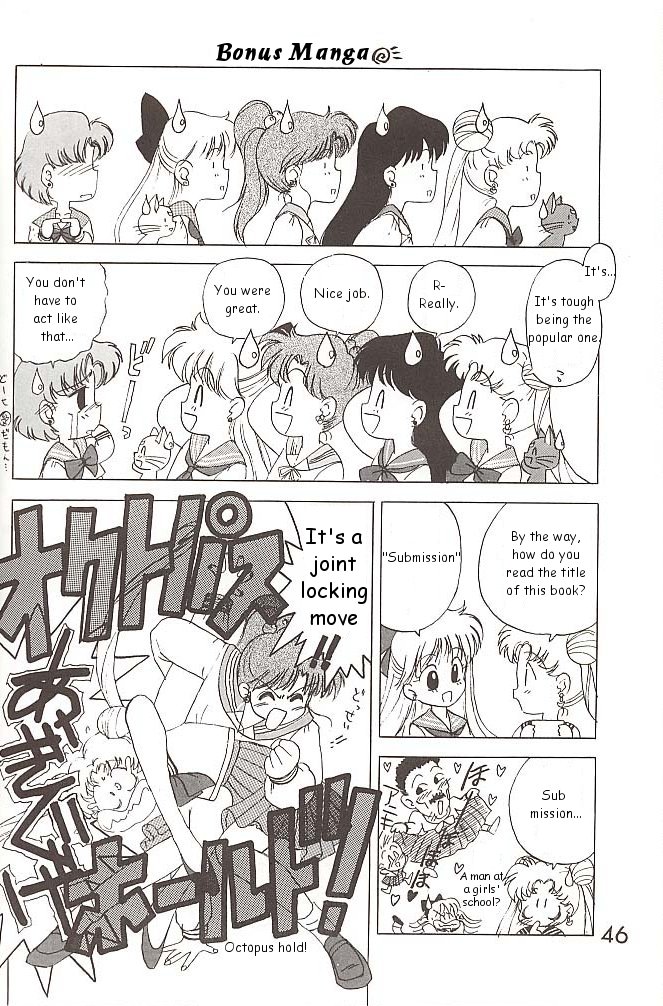 Bonus Manga
It's...
It's tough
being the
popular one.
R-
Really.
Nice job.
You were
great.
You don't
have to
act like
that...
By the way,
how do you
read the title
of this book?
"Submission"
Sub
mission...
A man at
a girls'
school?
It's a
joint
locking
move
!!
オクトパス
ホールド!
Octopus hold!
46